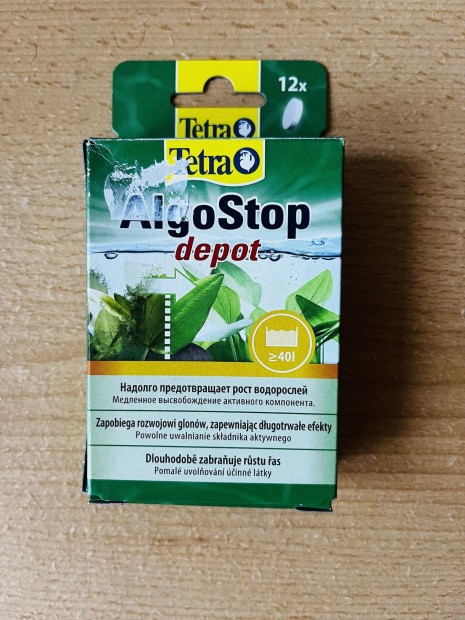 12x
Tetra
Tetra
AlgoStop
depot
≥40l
Надолго предотвращает рост водорослей
Медленное высвобождение активного компонента.
Zapobiega rozwojowi glonów, zapewniając długotrwałe efekty
Powolne uwalnianie składnika aktywnego
Dlouhodobě zabraňuje růstu řas
Pomalé uvolňování účinné látky